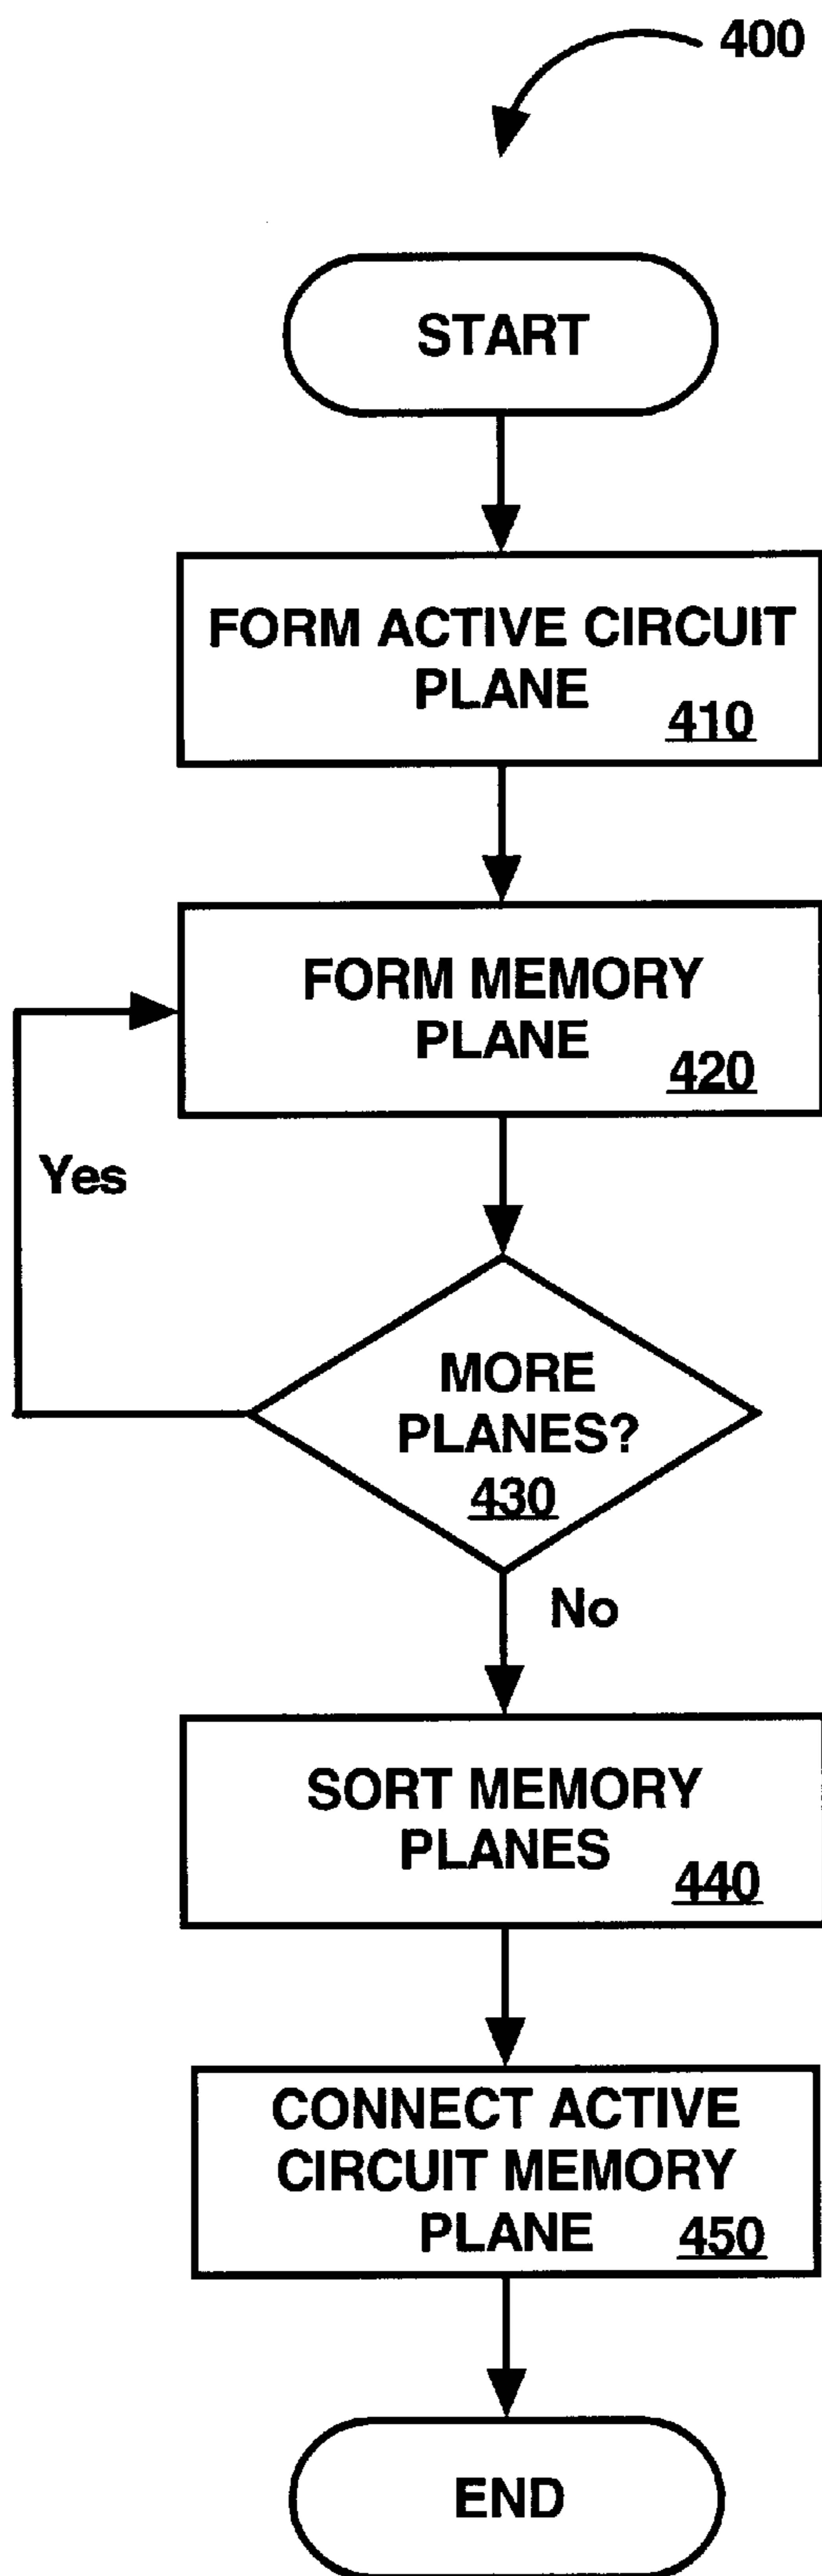 400
START
FORM ACTIVE CIRCUIT
PLANE
410
FORM MEMORY
PLANE
420
Yes
MORE
PLANES?
430
No
SORT MEMORY
PLANES
440
CONNECT ACTIVE
CIRCUIT MEMORY
PLANE
450
END